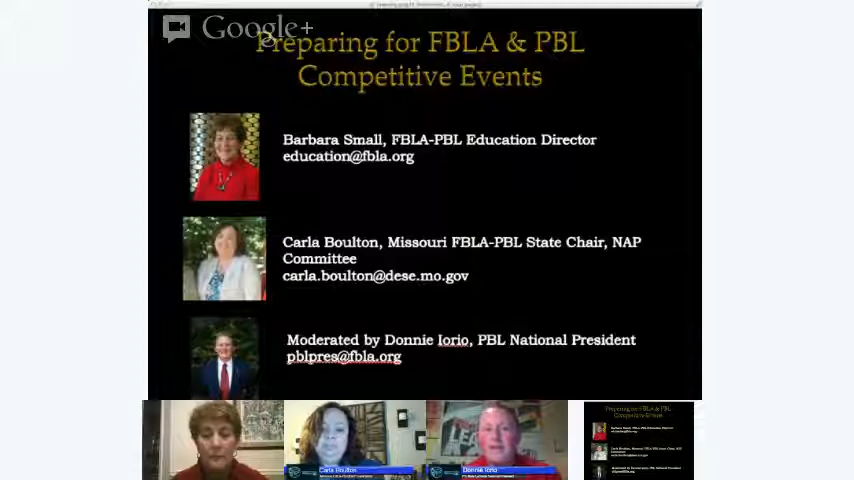 Google+
Preparing for FBLA & PBL
Competitive Events
Barbara Small, FBLA-PBL Education Director
education@fbla.org
Carla Boulton, Missouri FBLA-PBL State Chair, NAP
Committee
carla.boulton@dese.mo.gov
Moderated by Donnie Iorio, PBL National President
pblpres@fbla.org
LEA
Carla Boulton
Donnie Iorio
Preparing for FBLA & PBL
Competitive Events